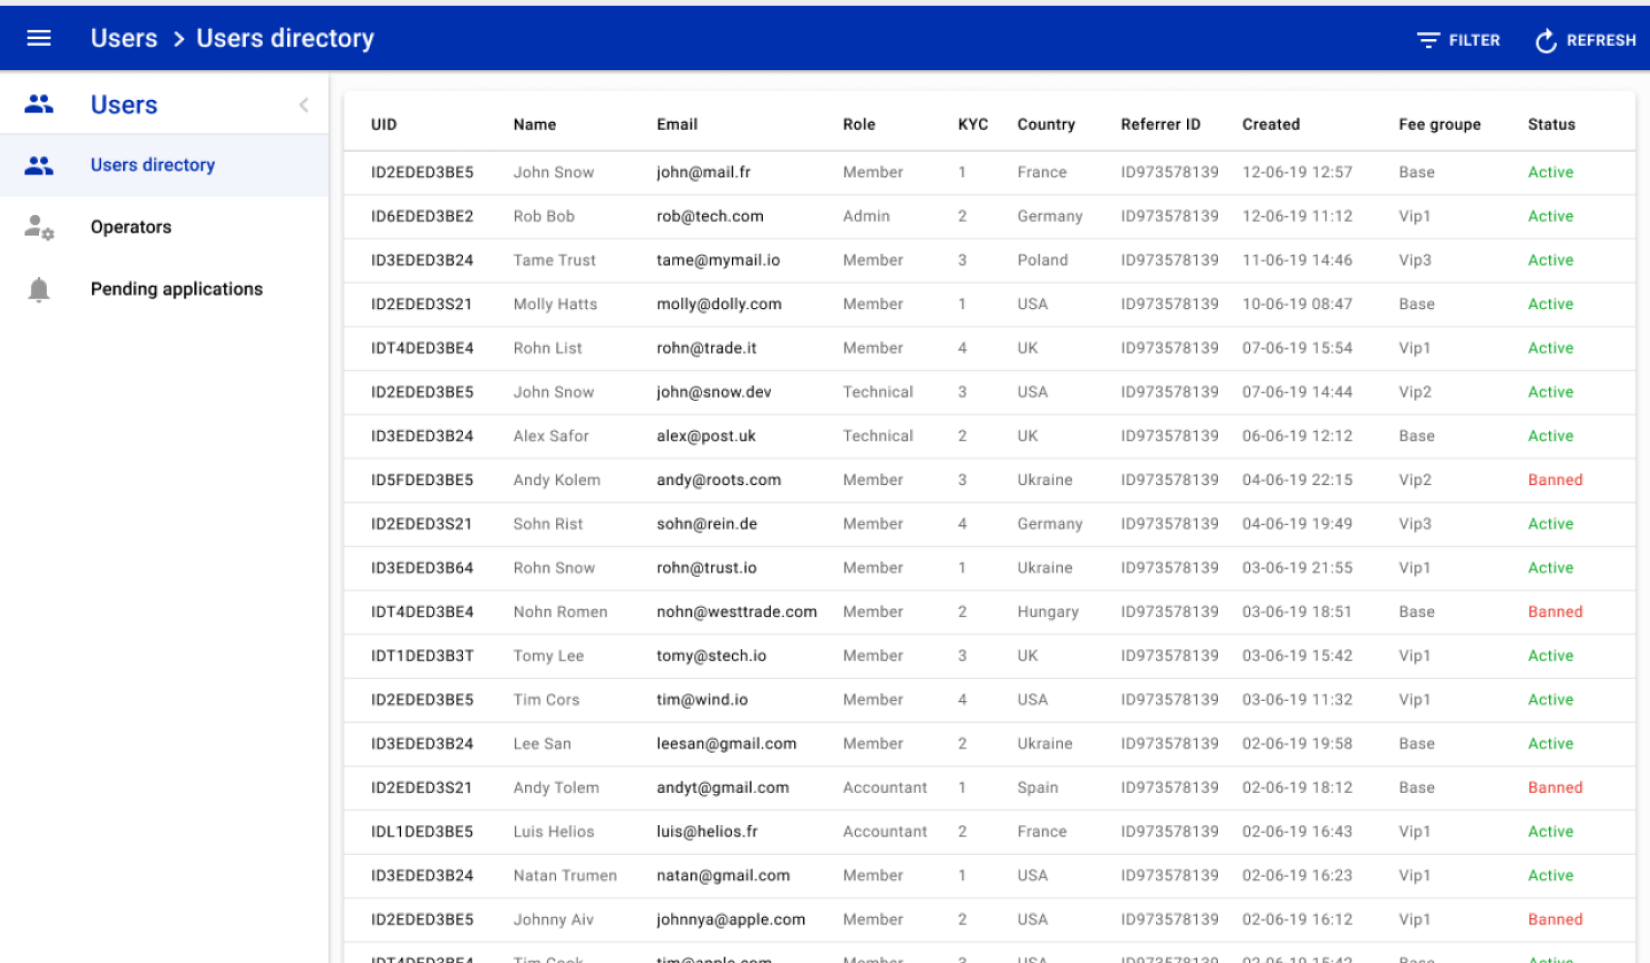 Users > Users directory FILTER REFRESH
Users
Users directory
Operators
Pending applications
UID Name Email Role KYC Country Referrer ID Created Fee groupe Status
ID2EDED3BE5 John Snow john@mail.fr Member 1 France ID973578139 12-06-19 12:57 Base Active
ID6EDED3BE2 Rob Bob rob@tech.com Admin 2 Germany ID973578139 12-06-19 11:12 Vip1 Active
ID3EDED3B24 Tame Trust tame@mymail.io Member 3 Poland ID973578139 11-06-19 14:46 Vip3 Active
ID2EDED3S21 Molly Hatts molly@dolly.com Member 1 USA ID973578139 10-06-19 08:47 Base Active
IDT4DED3BE4 Rohn List rohn@trade.it Member 4 UK ID973578139 07-06-19 15:54 Vip1 Active
ID2EDED3BE5 John Snow john@snow.dev Technical 3 USA ID973578139 07-06-19 14:44 Vip2 Active
ID3EDED3B24 Alex Safor alex@post.uk Technical 2 UK ID973578139 06-06-19 12:12 Base Active
ID5FDED3BE5 Andy Kolem andy@roots.com Member 3 Ukraine ID973578139 04-06-19 22:15 Vip2 Banned
ID2EDED3S21 Sohn Rist sohn@rein.de Member 4 Germany ID973578139 04-06-19 19:49 Vip3 Active
ID3EDED3B64 Rohn Snow rohn@trust.io Member 1 Ukraine ID973578139 03-06-19 21:55 Vip1 Active
IDT4DED3BE4 Nohn Romen nohn@westtrade.com Member 2 Hungary ID973578139 03-06-19 18:51 Base Banned
IDT1DED3B3T Tomy Lee tomy@stech.io Member 3 UK ID973578139 03-06-19 15:42 Vip1 Active
ID2EDED3BE5 Tim Cors tim@wind.io Member 4 USA ID973578139 03-06-19 11:32 Vip1 Active
ID3EDED3B24 Lee San leesan@gmail.com Member 2 Ukraine ID973578139 02-06-19 19:58 Base Active
ID2EDED3S21 Andy Tolem andyt@gmail.com Accountant 1 Spain ID973578139 02-06-19 18:12 Base Banned
IDL1DED3BE5 Luis Helios luis@helios.fr Accountant 2 France ID973578139 02-06-19 16:43 Vip1 Active
ID3EDED3B24 Natan Trumen natan@gmail.com Member 1 USA ID973578139 02-06-19 16:23 Vip1 Active
ID2EDED3BE5 Johnny Aiv johnnya@apple.com Member 2 USA ID973578139 02-06-19 16:12 Vip1 Banned